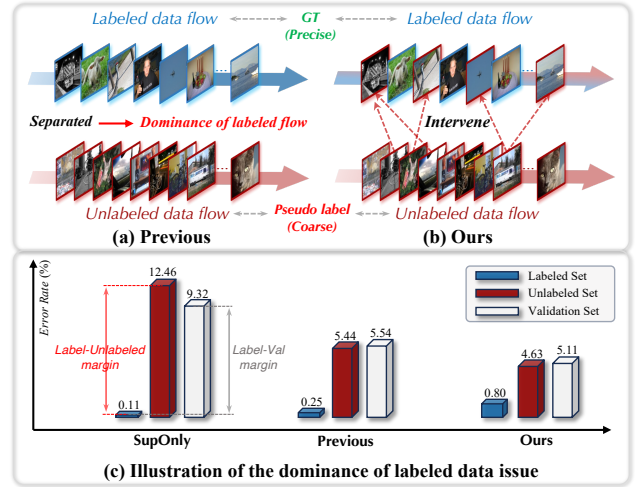 Labeled data flow
GT
(Precise)
Labeled data flow
Separated
Dominance of labeled flow
Intervene
Unlabeled data flow
Pseudo label
(Coarse)
Unlabeled data flow
(a) Previous
(b) Ours
Error Rate (%)
12.46
9.32
0.11
Label-Unlabeled
margin
Label-Val
margin
5.44
5.54
0.25
4.63
5.11
0.80
Labeled Set
Unlabeled Set
Validation Set
SupOnly
Previous
Ours
(c) Illustration of the dominance of labeled data issue